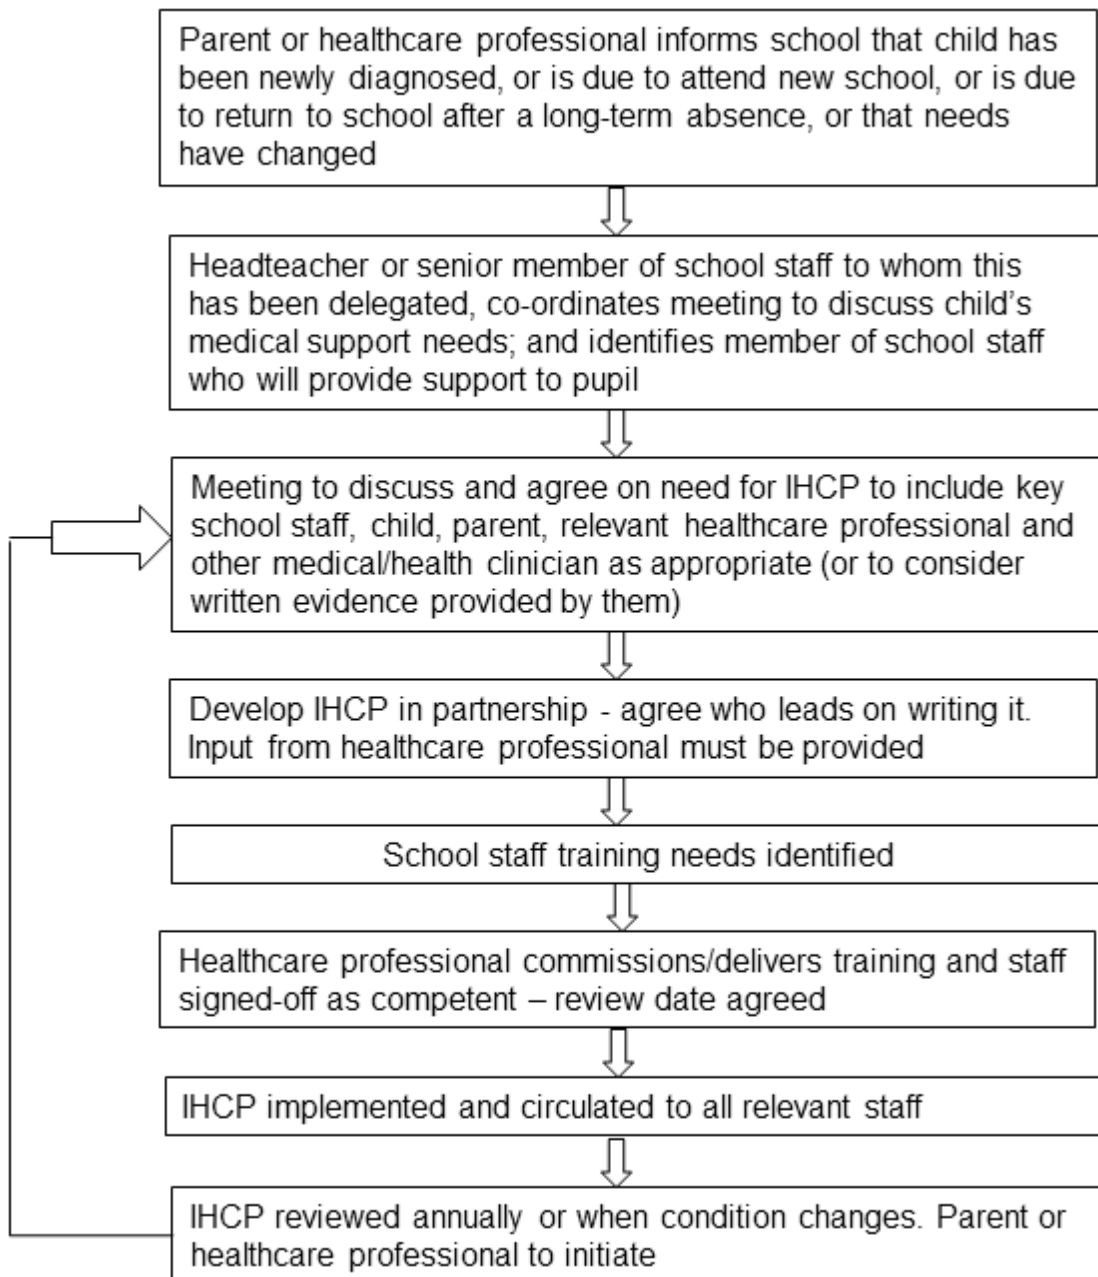 Parent or healthcare professional informs school that child has
been newly diagnosed, or is due to attend new school, or is due
to return to school after a long-term absence, or that needs
have changed
Headteacher or senior member of school staff to whom this
has been delegated, co-ordinates meeting to discuss child's
medical support needs; and identifies member of school staff
who will provide support to pupil
Meeting to discuss and agree on need for IHCP to include key
school staff, child, parent, relevant healthcare professional and
other medical/health clinician as appropriate (or to consider
written evidence provided by them)
Develop IHCP in partnership - agree who leads on writing it.
Input from healthcare professional must be provided
School staff training needs identified
Healthcare professional commissions/delivers training and staff
signed-off as competent – review date agreed
IHCP implemented and circulated to all relevant staff
IHCP reviewed annually or when condition changes. Parent or
healthcare professional to initiate